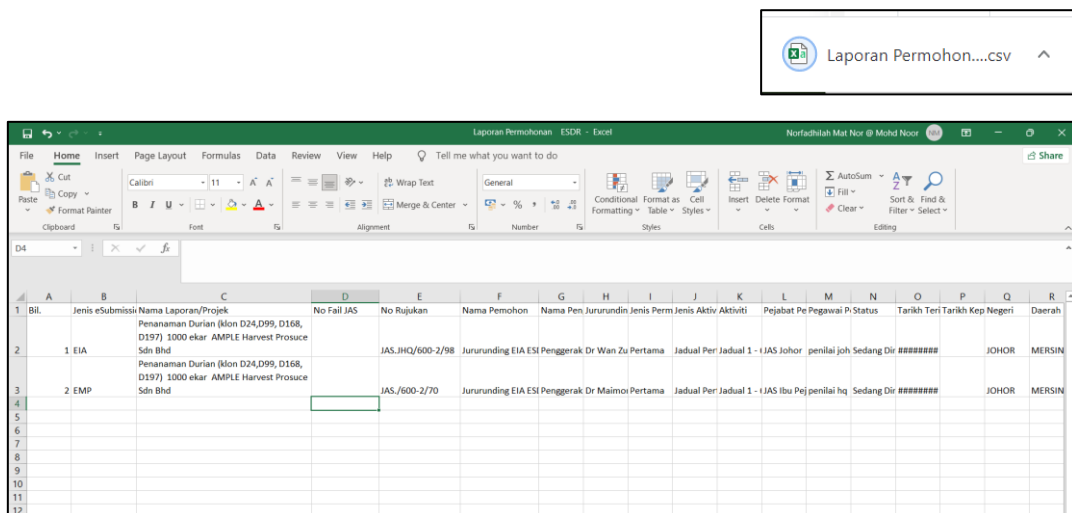 Laporan Permohon....csv
Laporan Permohonan ESDR - Excel
Norfadhilah Mat Nor @ Mohd Noor NM
File Home Insert Page Layout Formulas Data Review View Help Tell me what you want to do Share
Paste
Cut
Copy
Format Painter
Clipboard
Calibri 11 A A
B I U A
Font
Wrap Text
Merge & Center
Alignment
General
% , .00
Number
Conditional Formatting
Format as Table
Cell Styles
Styles
Insert Delete Format
Cells
AutoSum
Fill
Clear
Sort & Filter
Find & Select
Editing
D4 fx
A B C D E F G H I J K L M N O P Q R
1 Bil. Jenis eSubmissi Nama Laporan/Projek No Fail JAS No Rujukan Nama Pemohon Nama Pen Jururundin Jenis Perm Jenis Aktiv Aktiviti Pejabat Pe Pegawai P Status Tarikh Teri Tarikh Kep Negeri Daerah
Penanaman Durian (klon D24,D99, D168,
D197) 1000 ekar AMPLE Harvest Prosuce
2 1 EIA Sdn Bhd JAS.JHQ/600-2/98 Jururunding EIA ESI Penggerak Dr Wan Zu Pertama Jadual Per Jadual 1 - JAS Johor penilai joh Sedang Dir ######## JOHOR MERSIN
Penanaman Durian (klon D24,D99, D168,
D197) 1000 ekar AMPLE Harvest Prosuce
3 2 EMP Sdn Bhd JAS./600-2/70 Jururunding EIA ESI Penggerak Dr Maimo Pertama Jadual Per Jadual 1 - JAS Ibu Pej penilai hq Sedang Dir ######## JOHOR MERSIN
4
5
6
7
8
9
10
11
12